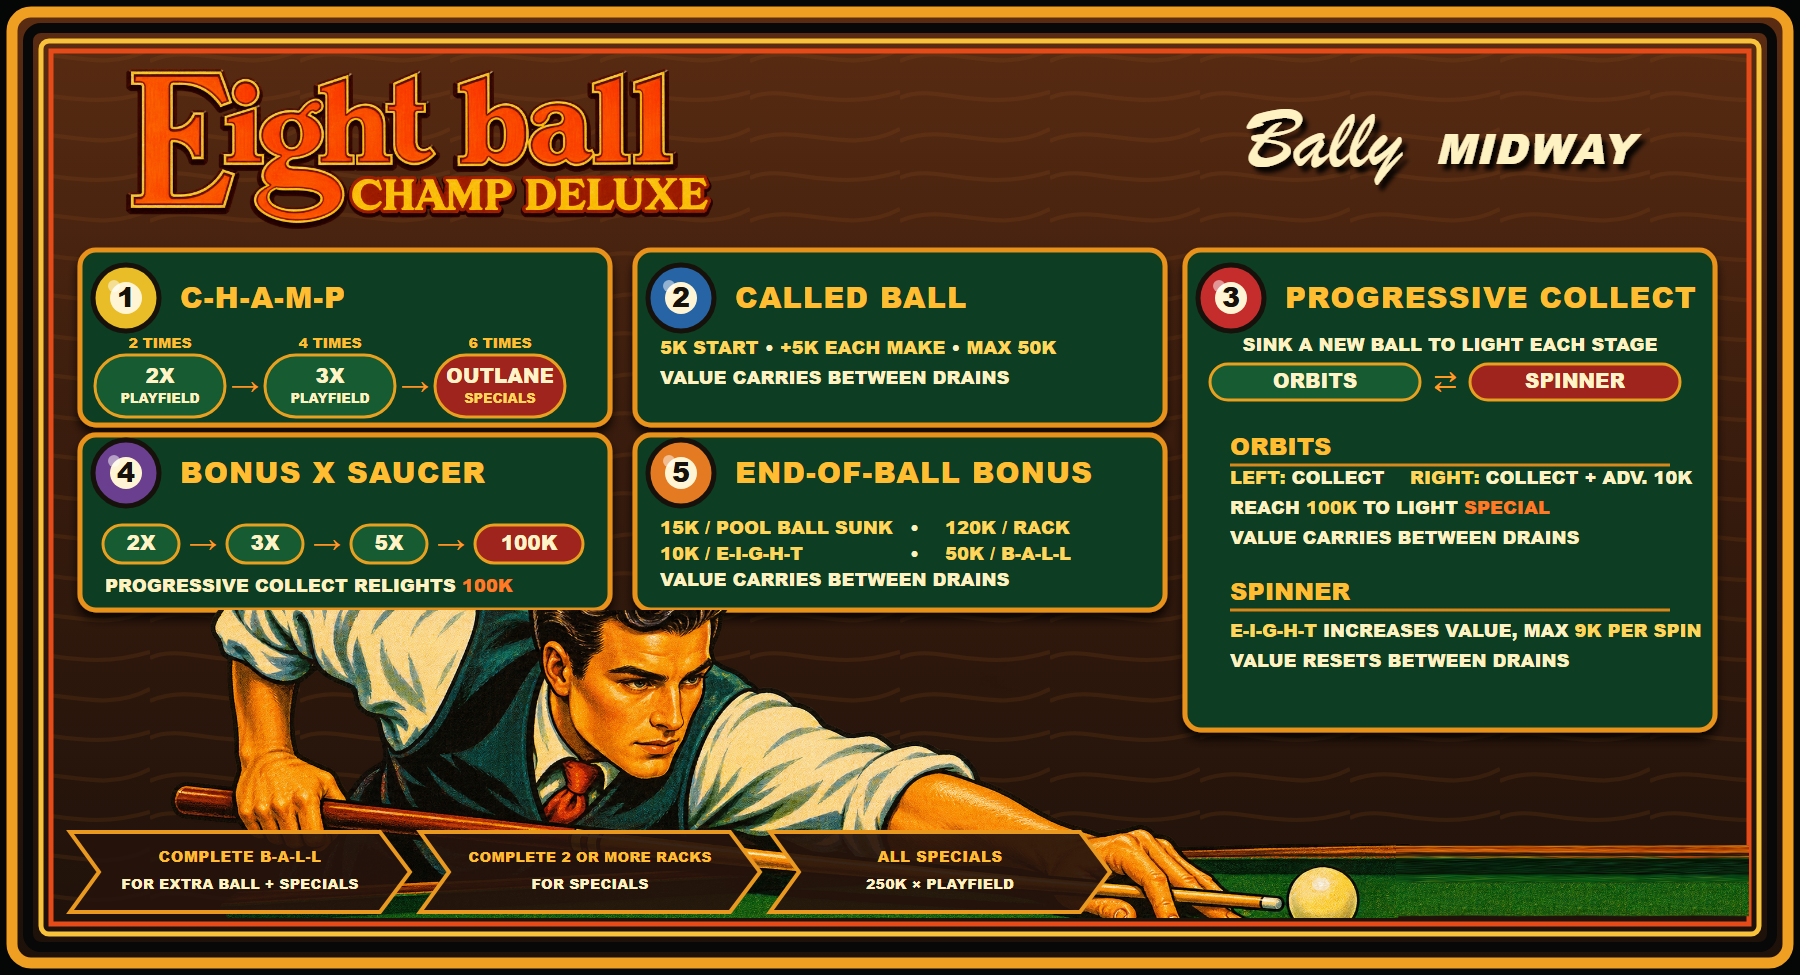 Eight ball
CHAMP DELUXE
Bally MIDWAY
1 C-H-A-M-P
2 TIMES 4 TIMES 6 TIMES
2X PLAYFIELD → 3X PLAYFIELD → OUTLANE SPECIALS
2 CALLED BALL
5K START • +5K EACH MAKE • MAX 50K
VALUE CARRIES BETWEEN DRAINS
3 PROGRESSIVE COLLECT
SINK A NEW BALL TO LIGHT EACH STAGE
ORBITS ⇄ SPINNER
ORBITS
LEFT: COLLECT RIGHT: COLLECT + ADV. 10K
REACH 100K TO LIGHT SPECIAL
VALUE CARRIES BETWEEN DRAINS
SPINNER
E-I-G-H-T INCREASES VALUE, MAX 9K PER SPIN
VALUE RESETS BETWEEN DRAINS
4 BONUS X SAUCER
2X → 3X → 5X → 100K
PROGRESSIVE COLLECT RELIGHTS 100K
5 END-OF-BALL BONUS
15K / POOL BALL SUNK • 120K / RACK
10K / E-I-G-H-T • 50K / B-A-L-L
VALUE CARRIES BETWEEN DRAINS
COMPLETE B-A-L-L
FOR EXTRA BALL + SPECIALS
COMPLETE 2 OR MORE RACKS
FOR SPECIALS
ALL SPECIALS
250K × PLAYFIELD